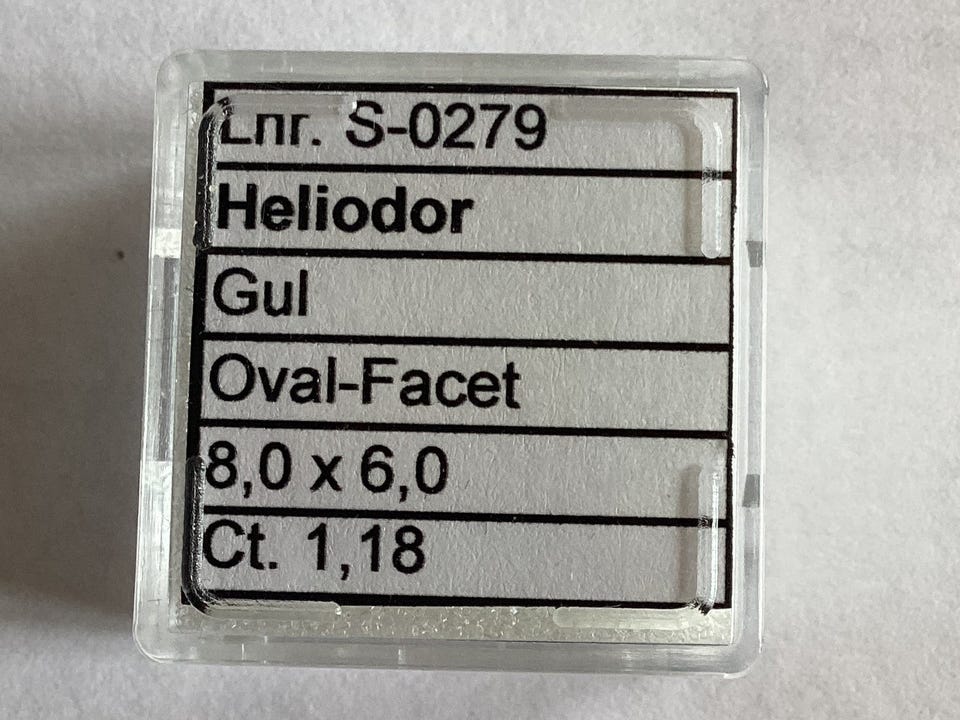 Lnr. S-0279
Heliodor
Gul
Oval-Facet
8,0 x 6,0
Ct. 1,18